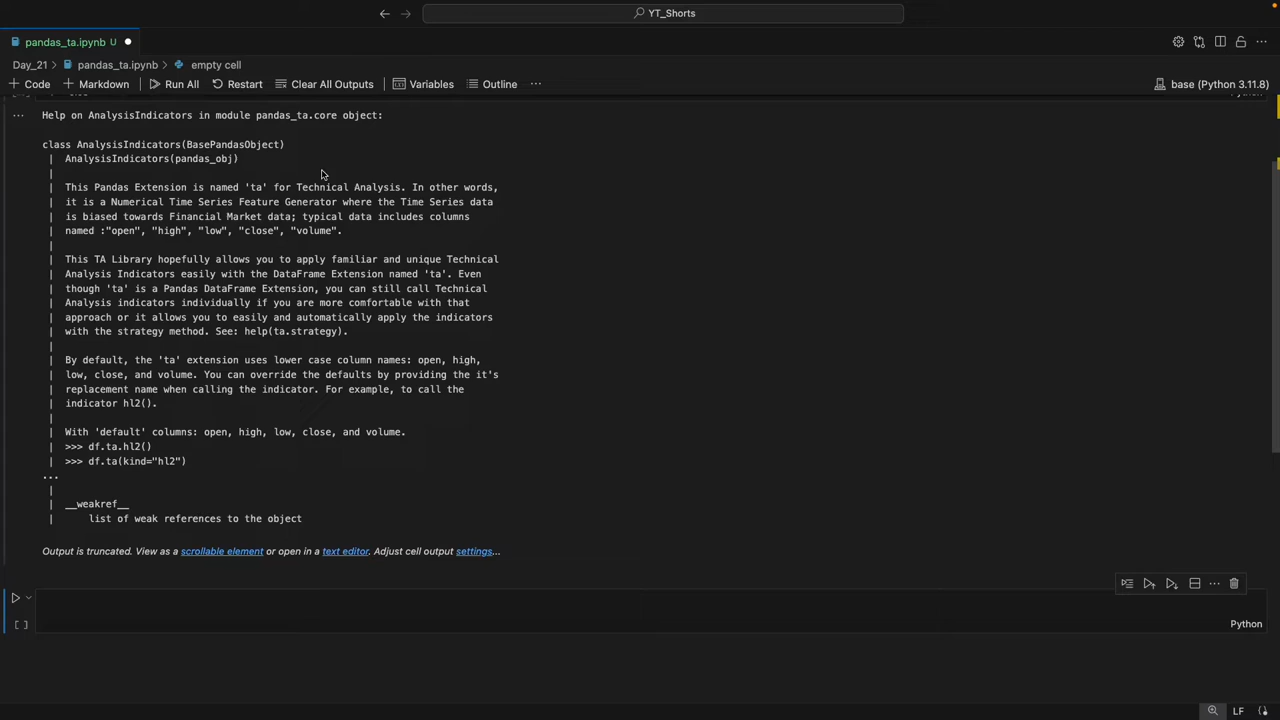 YT_Shorts
pandas_ta.ipynb U
Day_21 > pandas_ta.ipynb > empty cell
Code Markdown Run All Restart Clear All Outputs Variables Outline ... base (Python 3.11.8)
... Help on AnalysisIndicators in module pandas_ta.core object:
class AnalysisIndicators(BasePandasObject)
| AnalysisIndicators(pandas_obj)
|
| This Pandas Extension is named 'ta' for Technical Analysis. In other words,
| it is a Numerical Time Series Feature Generator where the Time Series data
| is biased towards Financial Market data; typical data includes columns
| named :"open", "high", "low", "close", "volume".
|
| This TA Library hopefully allows you to apply familiar and unique Technical
| Analysis Indicators easily with the DataFrame Extension named 'ta'. Even
| though 'ta' is a Pandas DataFrame Extension, you can still call Technical
| Analysis indicators individually if you are more comfortable with that
| approach or it allows you to easily and automatically apply the indicators
| with the strategy method. See: help(ta.strategy).
|
| By default, the 'ta' extension uses lower case column names: open, high,
| low, close, and volume. You can override the defaults by providing the it's
| replacement name when calling the indicator. For example, to call the
| indicator hl2().
|
| With 'default' columns: open, high, low, close, and volume.
| >>> df.ta.hl2()
| >>> df.ta(kind="hl2")
...
|
| __weakref__
| list of weak references to the object
Output is truncated. View as a scrollable element or open in a text editor. Adjust cell output settings...
[ ] Python
LF